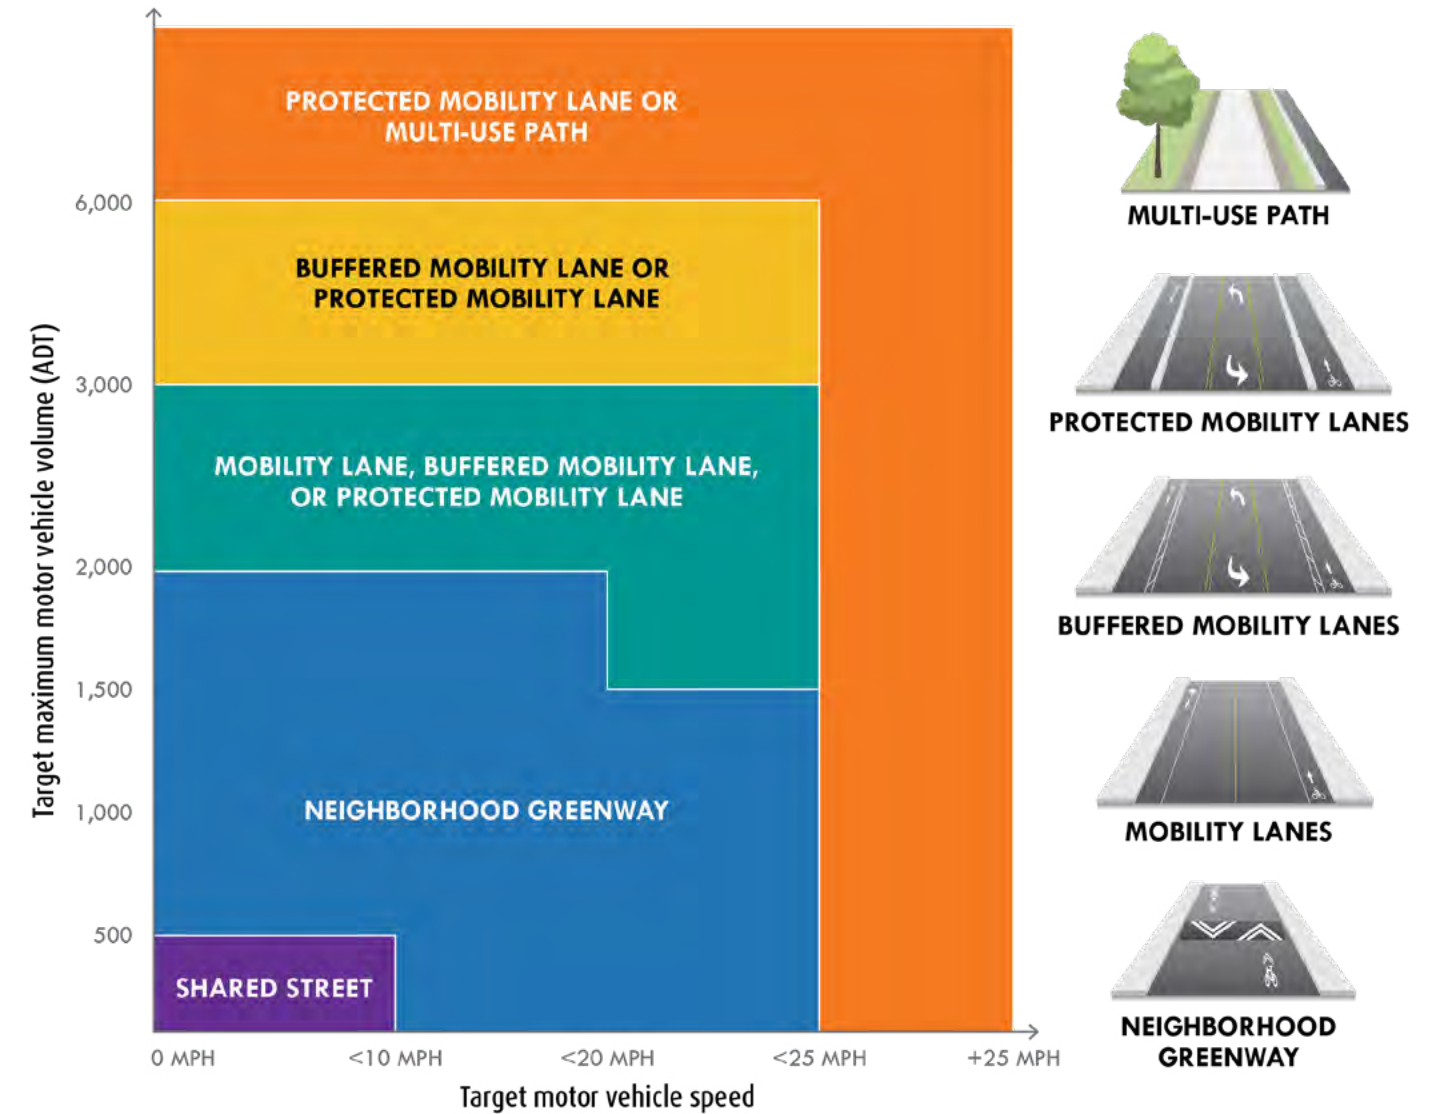 PROTECTED MOBILITY LANE OR
MULTI-USE PATH
6,000
BUFFERED MOBILITY LANE OR
PROTECTED MOBILITY LANE
3,000
MOBILITY LANE, BUFFERED MOBILITY LANE,
OR PROTECTED MOBILITY LANE
2,000
1,500
NEIGHBORHOOD GREENWAY
1,000
500
SHARED STREET
Target maximum motor vehicle volume (ADT)
0 MPH
<10 MPH
<20 MPH
<25 MPH
+25 MPH
Target motor vehicle speed
MULTI-USE PATH
PROTECTED MOBILITY LANES
BUFFERED MOBILITY LANES
MOBILITY LANES
NEIGHBORHOOD
GREENWAY